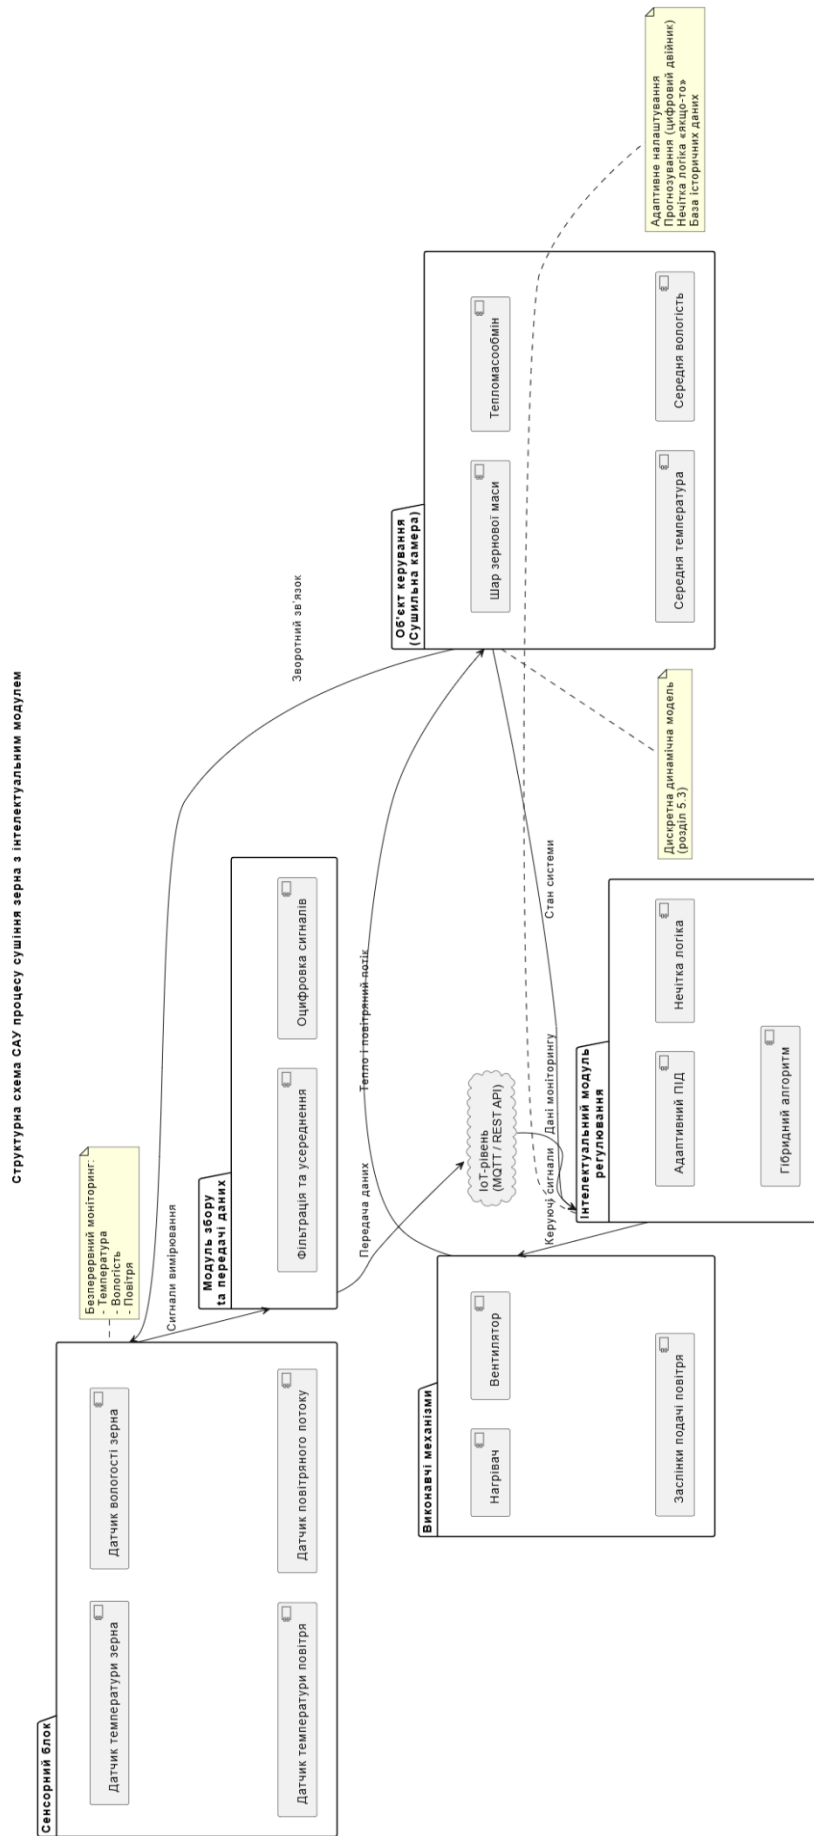 Структурна схема САУ процесу сушіння зерна з інтелектуальним модулем
Сенсорний блок
Датчик температури зерна
Датчик вологості зерна
Датчик температури повітря
Датчик повітряного потоку
Безперервний моніторинг:
- Температура
- Вологість
- Повітря
Сигнали вимірювання
Модуль збору
та передачі даних
Фільтрація та усереднення
Оцифровка сигналів
Зворотний зв'язок
Передача даних
Тепло і повітряний потік
IoT-рівень
(MQTT / REST API)
Виконавчі механізми
Нагрівач
Вентилятор
Заслінки подачі повітря
Керуючі сигнали
Дані моніторингу
Стан системи
Інтелектуальний модуль
регулювання
Адаптивний ПІД
Нечітка логіка
Гібридний алгоритм
Дискретна динамічна модель
(розділ 5.3)
Об'єкт керування
(Сушильна камера)
Шар зернової маси
Тепломасообмін
Середня температура
Середня вологість
Адаптивне налаштування
Прогнозування (цифровий двійник)
Нечітка логіка «якщо-то»
База історичних даних